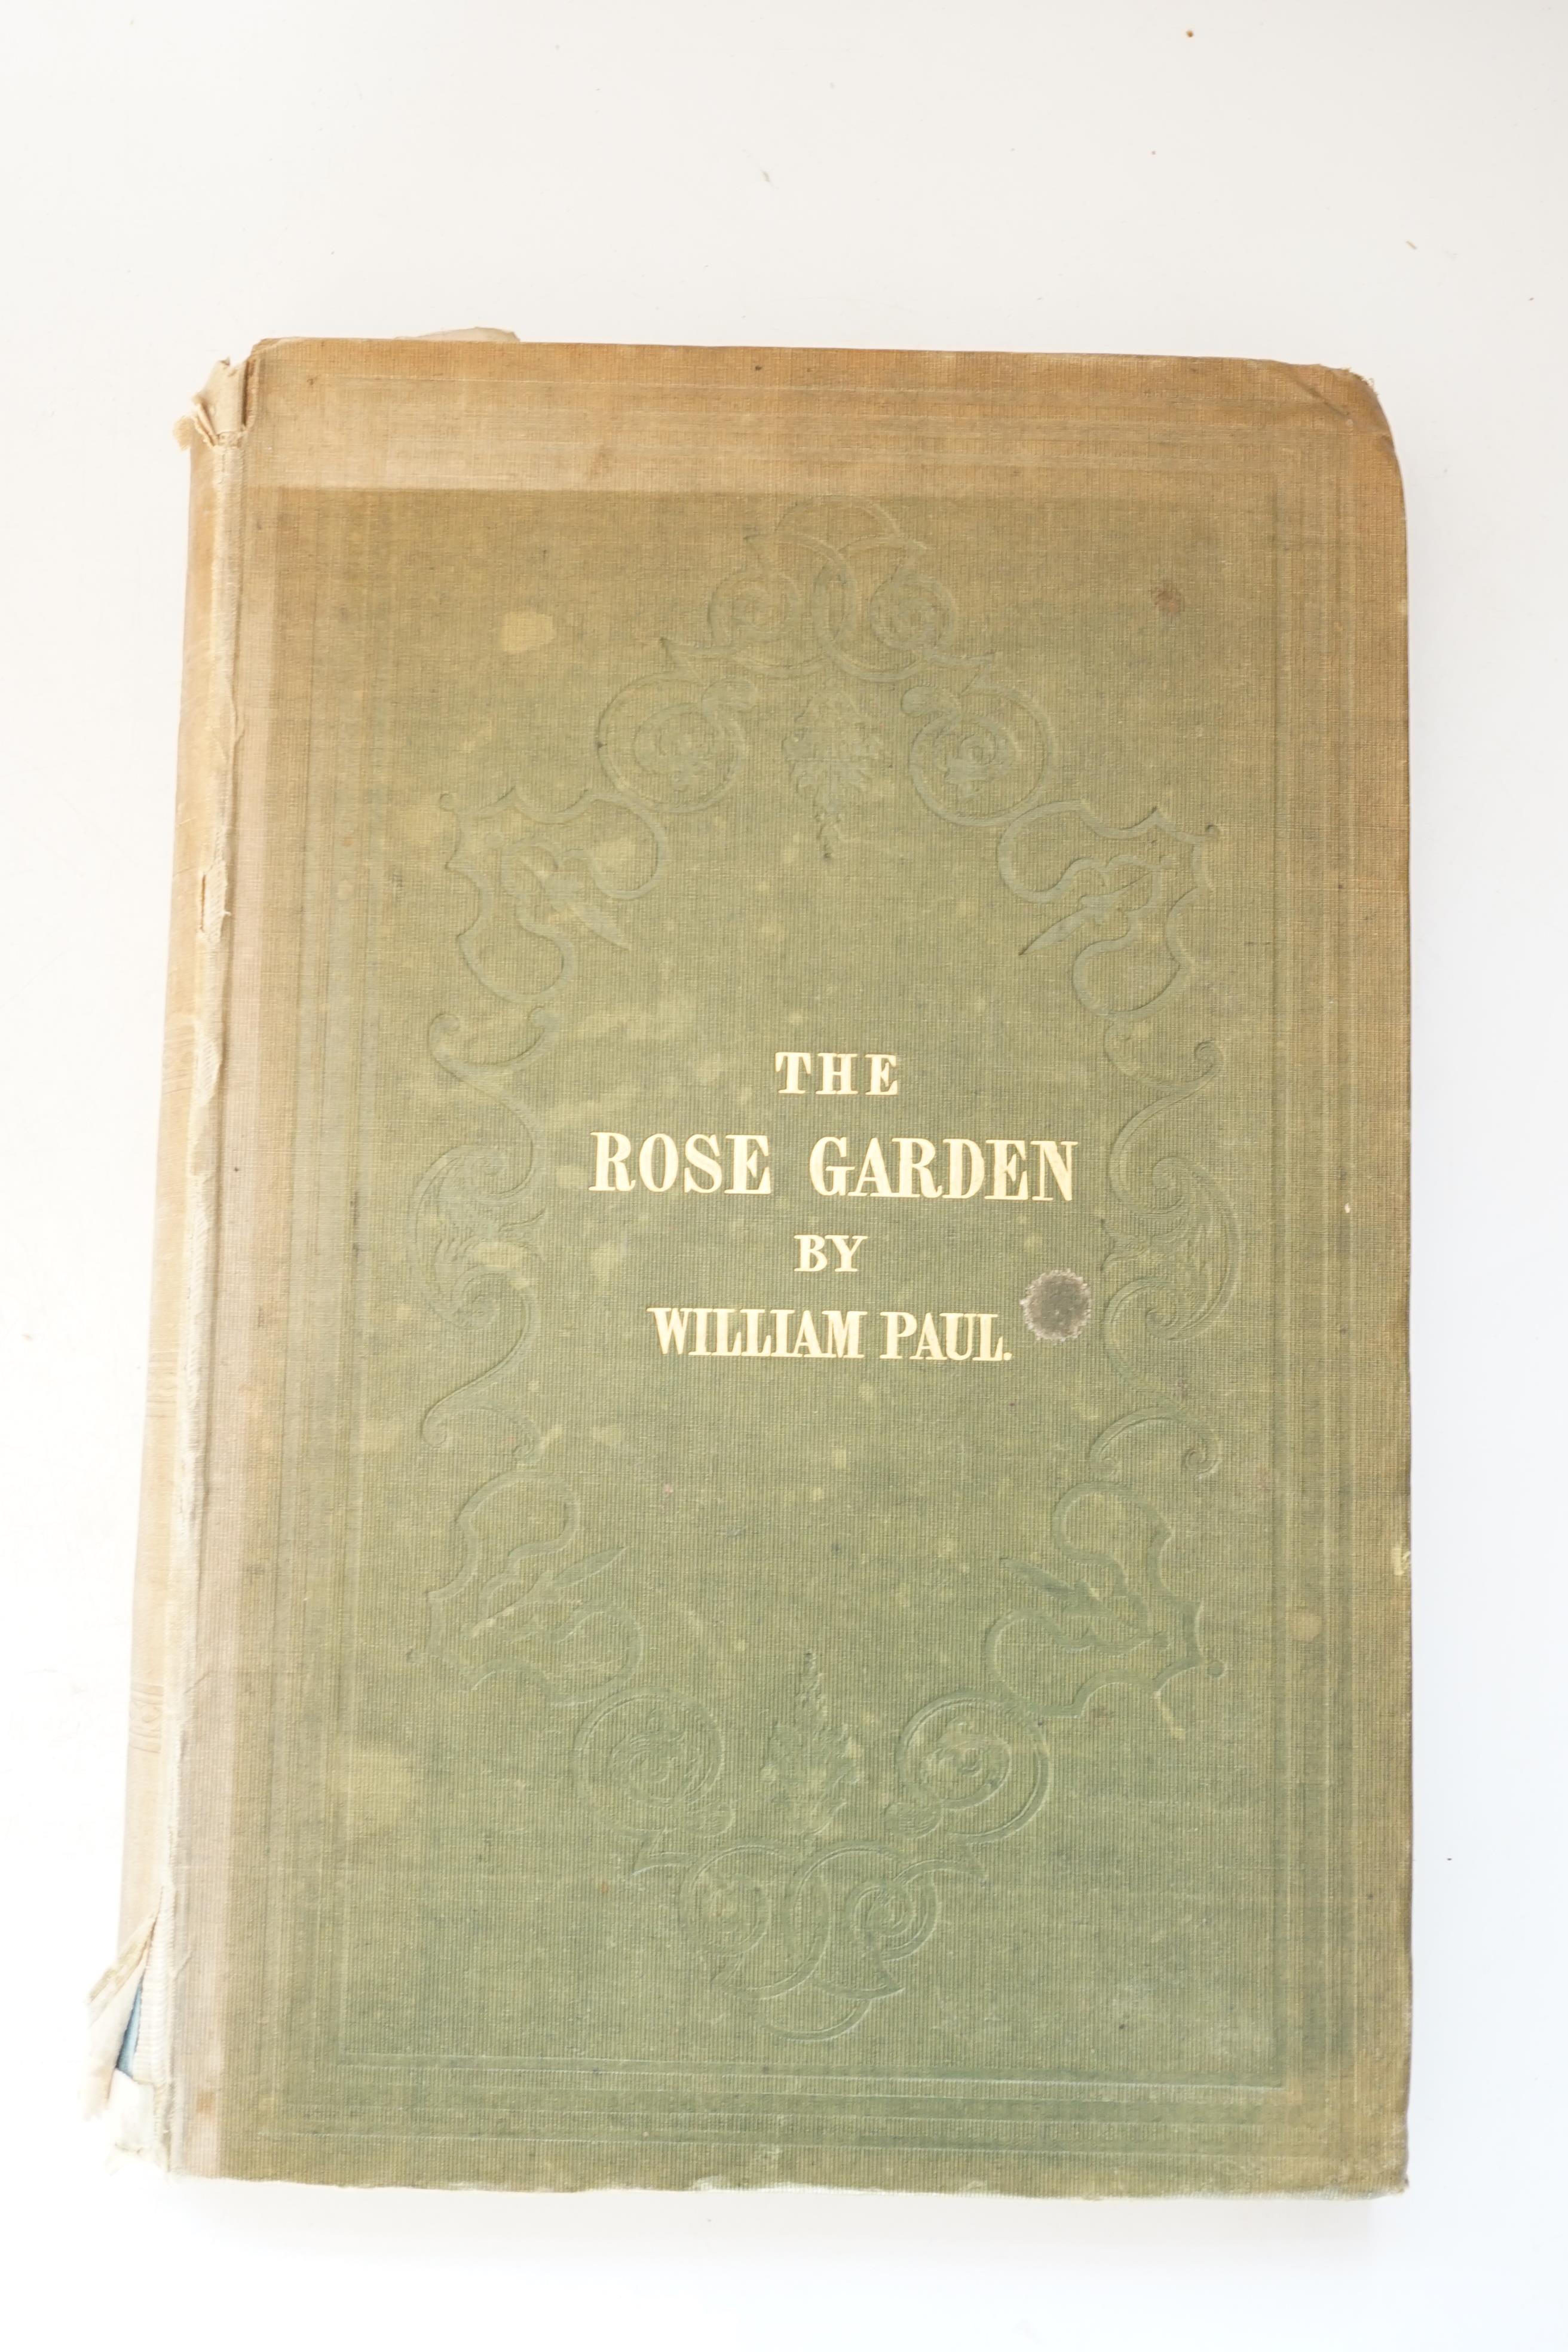 THE
ROSE GARDEN
BY
WILLIAM PAUL.